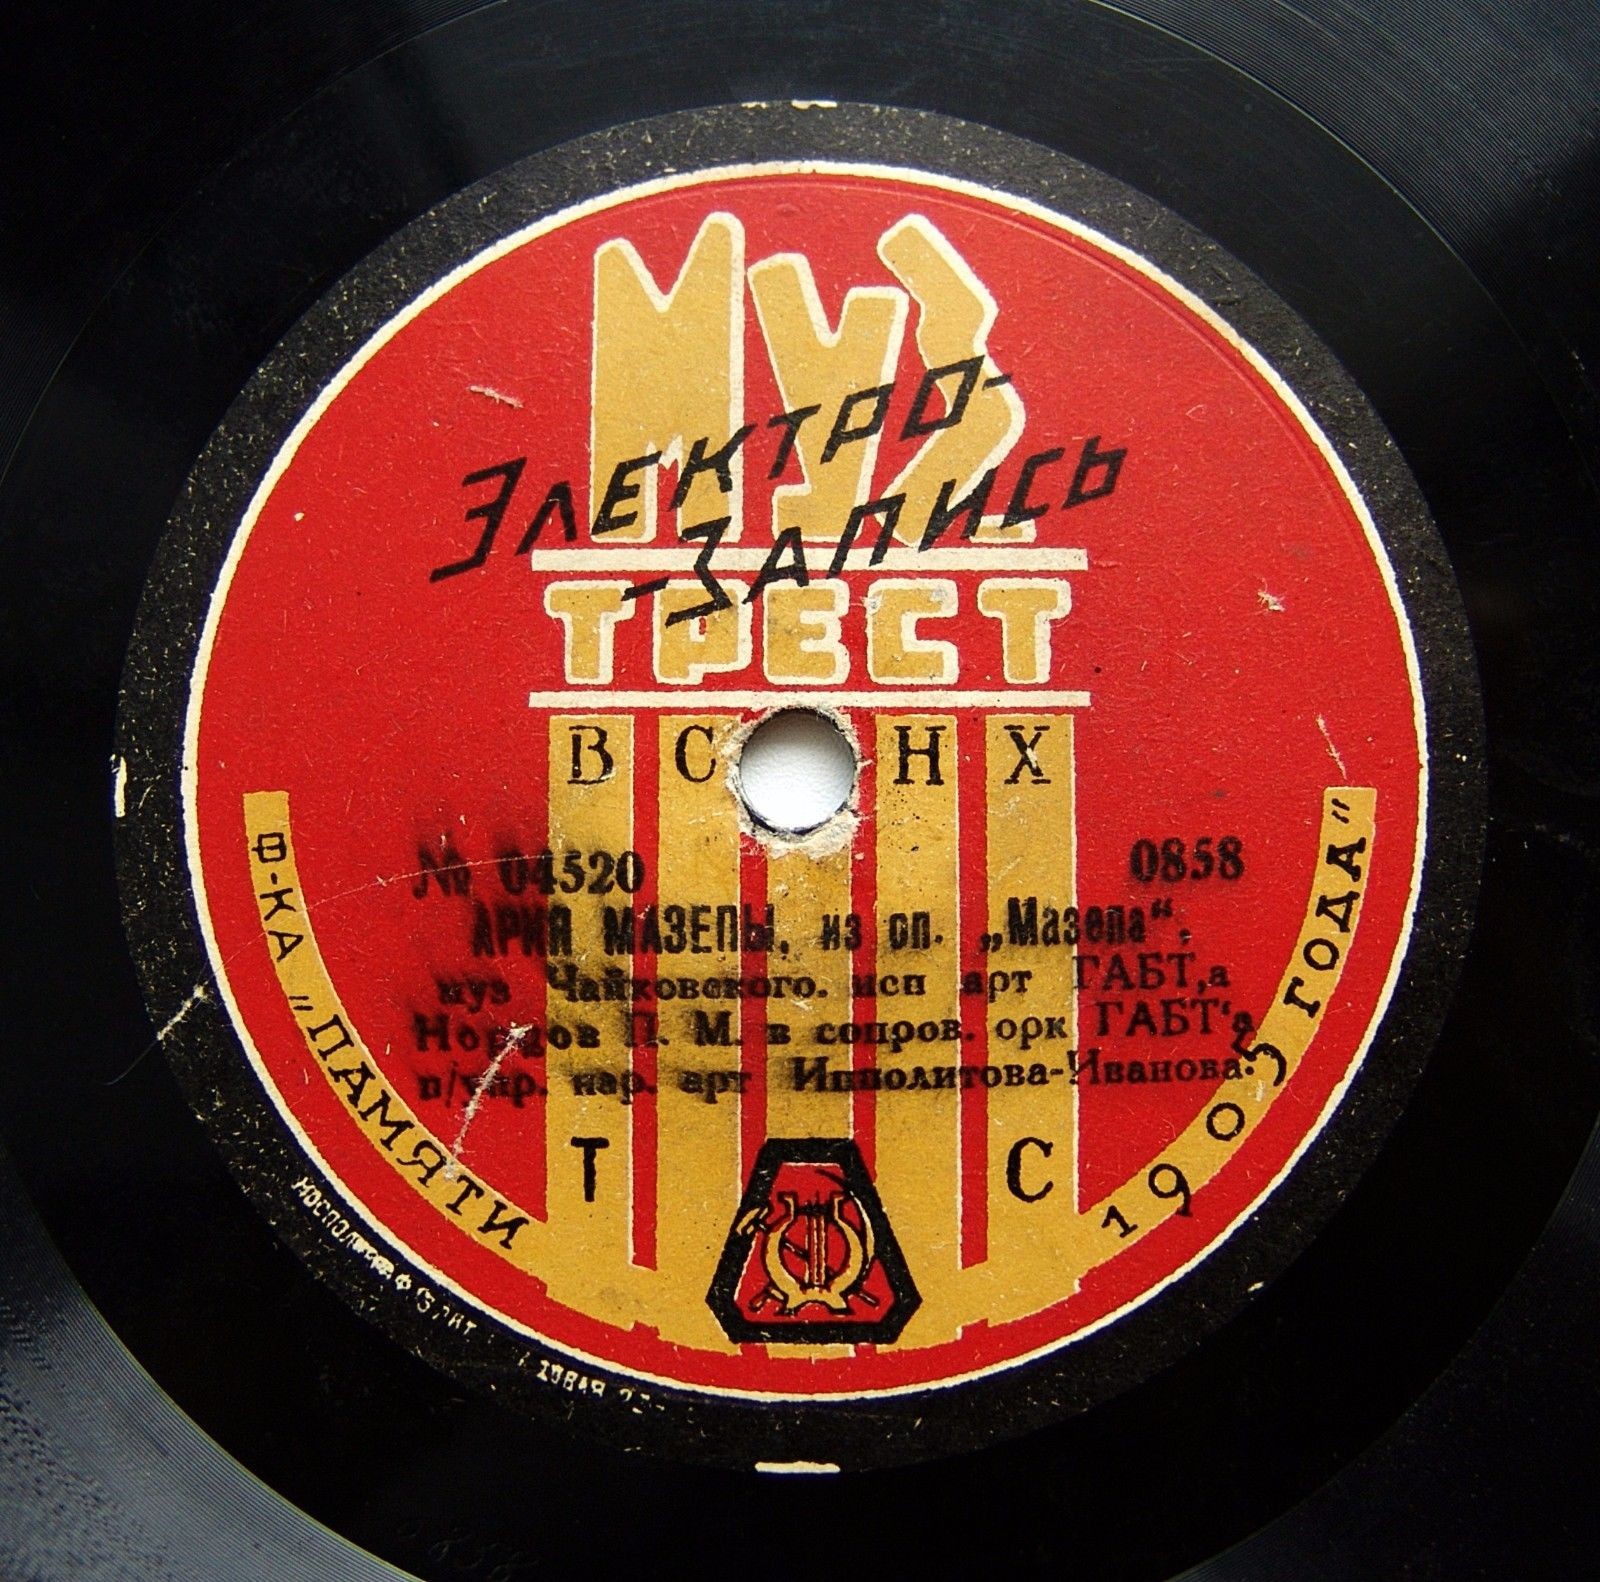 МУЗ
ЭЛЕКТРО-
-ЗАПИСЬ
ТРЕСТ
В С Н Х
№ 04520 0858
АРИЯ МАЗЕПЫ, из оп. „Мазепа“.
муз Чайковского. исп арт ГАБТ,а
Норцов П. М. в сопров. орк ГАБТ‘а
п/упр. нар. арт Ипполитова-Иванова.
Т С
Ф-КА „ПАМЯТИ 1905 ГОДА”
0858